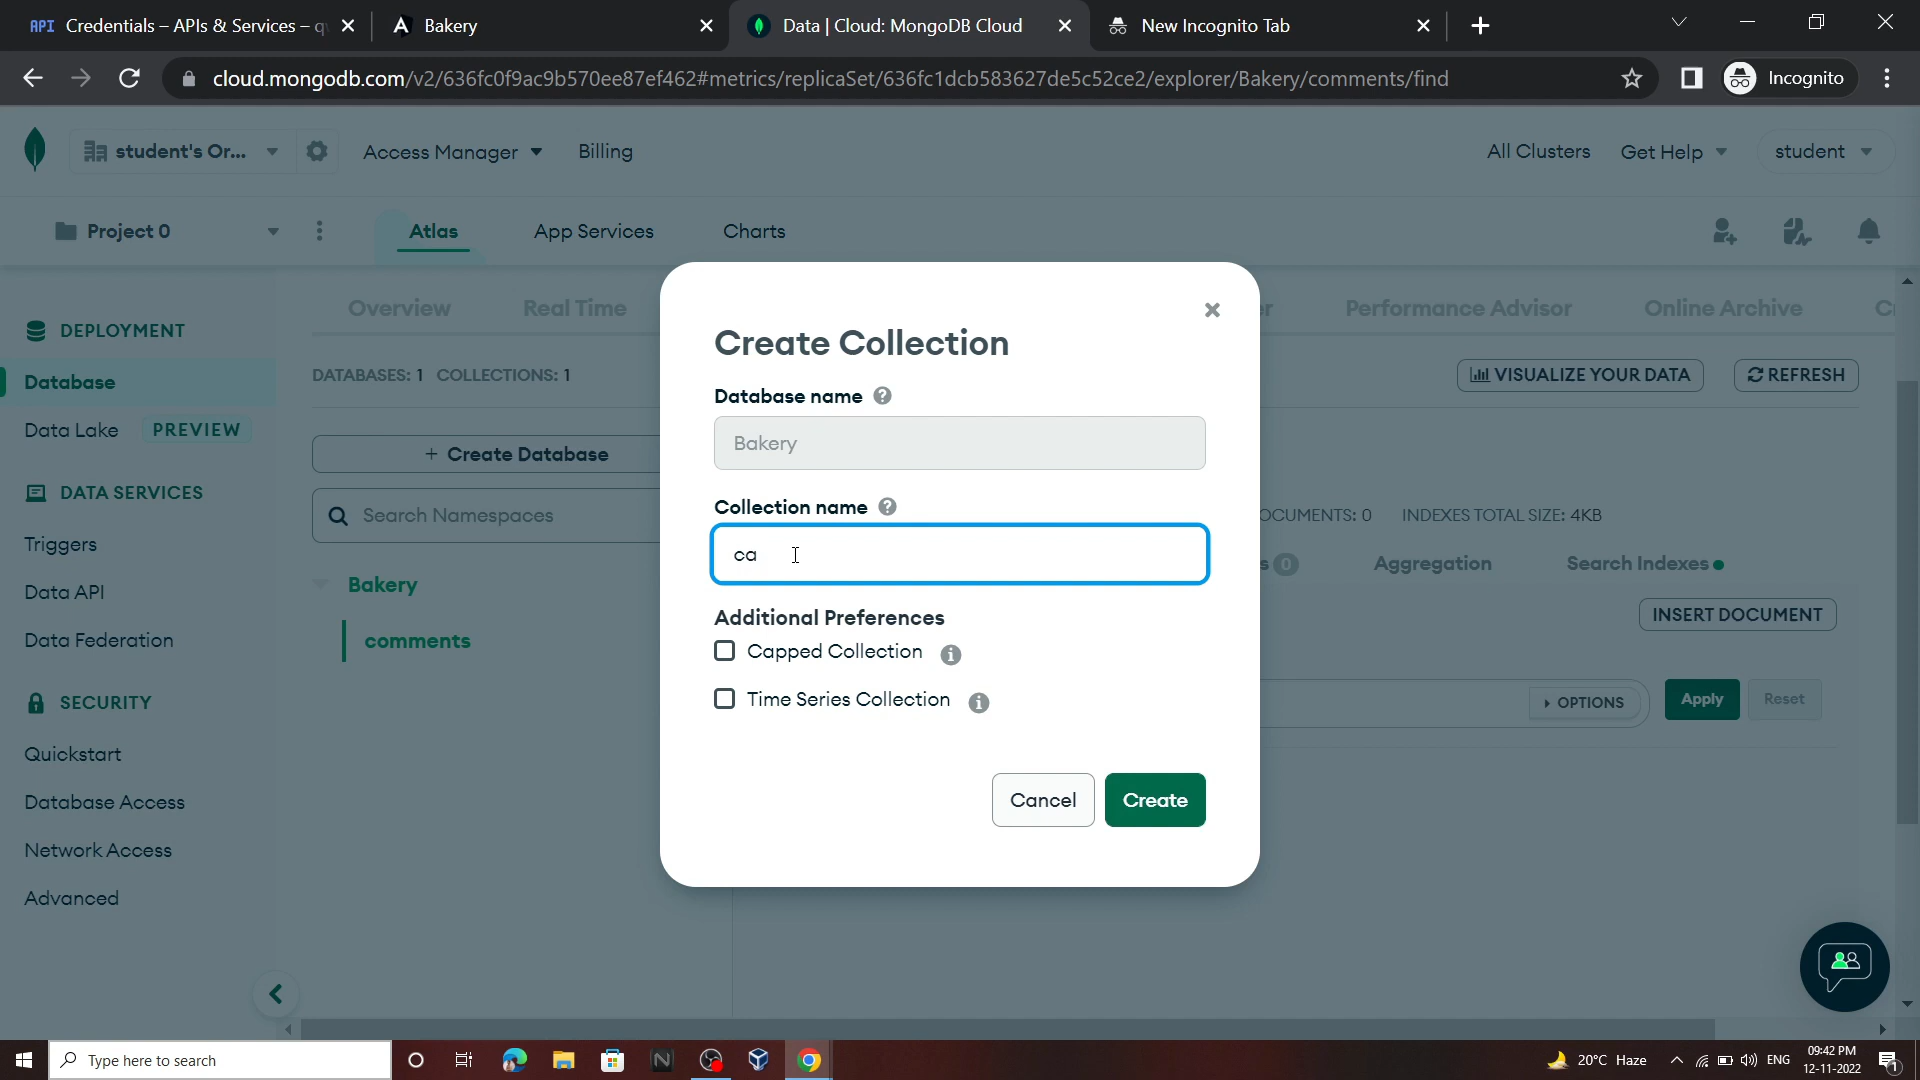 API Credentials – APIs & Services – q
Bakery
Data | Cloud: MongoDB Cloud
New Incognito Tab
cloud.mongodb.com/v2/636fc0f9ac9b570ee87ef462#metrics/replicaSet/636fc1dcb583627de5c52ce2/explorer/Bakery/comments/find
Incognito
student's Or...
Access Manager
Billing
All Clusters
Get Help
student
Project 0
Atlas
App Services
Charts
DEPLOYMENT
Database
Data Lake PREVIEW
DATA SERVICES
Triggers
Data API
Data Federation
SECURITY
Quickstart
Database Access
Network Access
Advanced
Overview
Real Time
Performance Advisor
Online Archive
DATABASES: 1 COLLECTIONS: 1
VISUALIZE YOUR DATA
REFRESH
+ Create Database
Search Namespaces
Bakery
comments
OCUMENTS: 0 INDEXES TOTAL SIZE: 4KB
s 0
Aggregation
Search Indexes
INSERT DOCUMENT
OPTIONS
Apply
Reset
Create Collection
Database name
Bakery
Collection name
ca
Additional Preferences
Capped Collection
Time Series Collection
Cancel
Create
Type here to search
20°C Haze
ENG
09:42 PM
12-11-2022
1